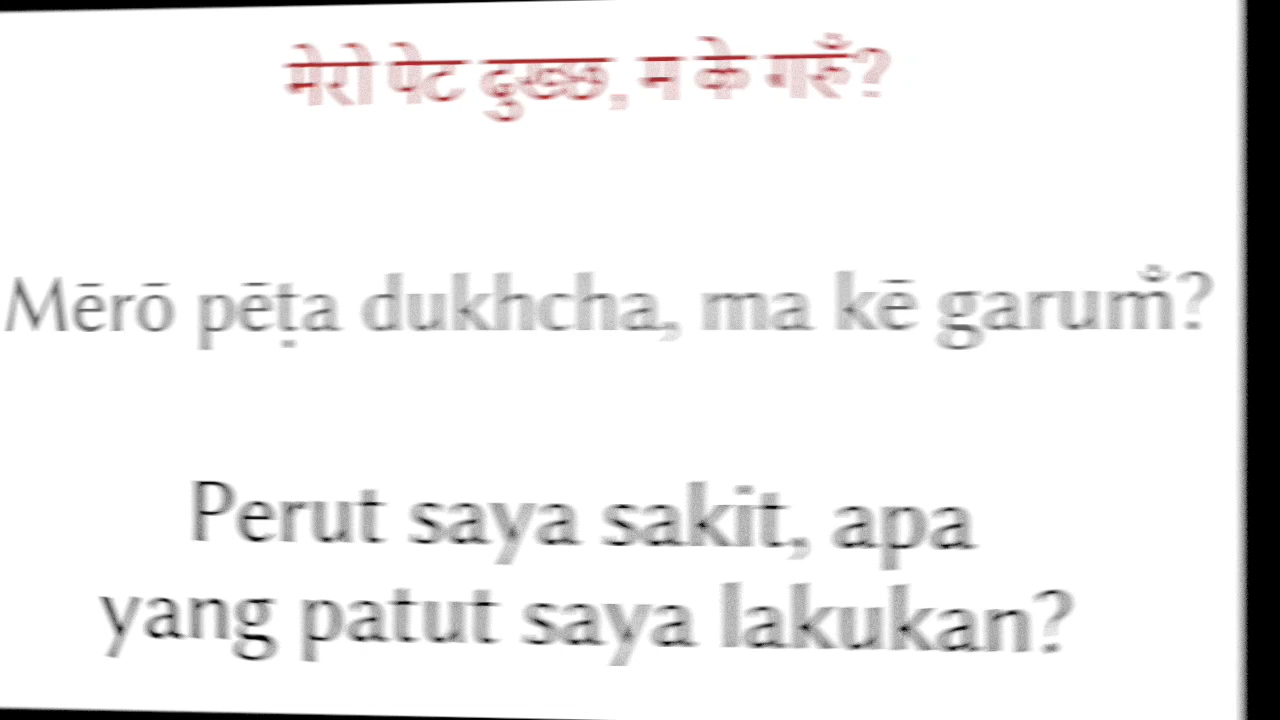 मेरो पेट दुख्छ, म के गरुँ?
Mērō pēṭa dukhcha, ma kē garum̐?
Perut saya sakit, apa
yang patut saya lakukan?